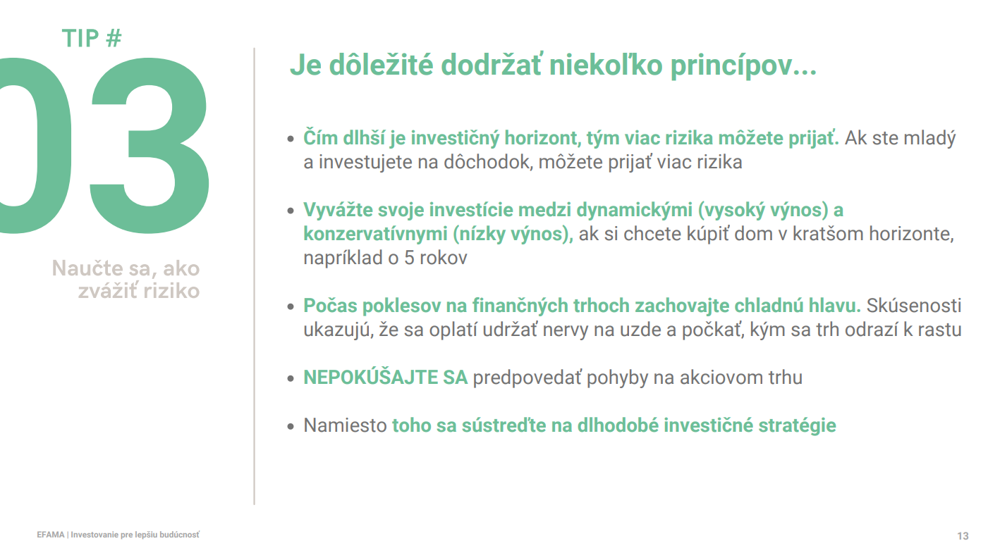 TIP #
03
Naučte sa, ako
zvážiť riziko
Je dôležité dodržať niekoľko princípov...
• Čím dlhší je investičný horizont, tým viac rizika môžete prijať. Ak ste mladý
a investujete na dôchodok, môžete prijať viac rizika
• Vyvážte svoje investície medzi dynamickými (vysoký výnos) a
konzervatívnymi (nízky výnos), ak si chcete kúpiť dom v kratšom horizonte,
napríklad o 5 rokov
• Počas poklesov na finančných trhoch zachovajte chladnú hlavu. Skúsenosti
ukazujú, že sa oplatí udržať nervy na uzde a počkať, kým sa trh odrazí k rastu
• NEPOKÚŠAJTE SA predpovedať pohyby na akciovom trhu
• Namiesto toho sa sústreďte na dlhodobé investičné stratégie
EFAMA | Investovanie pre lepšiu budúcnosť
13